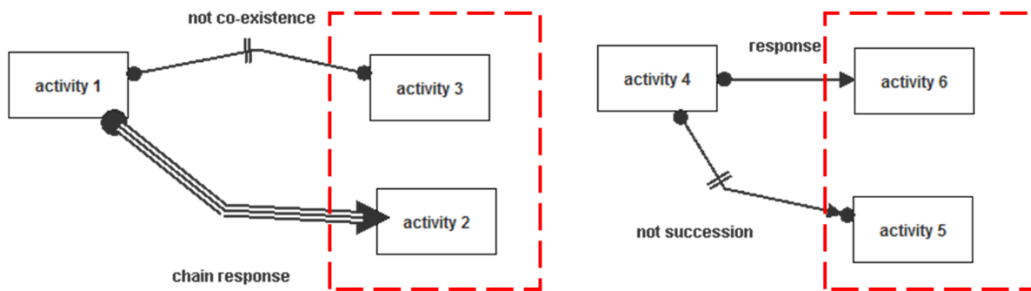 not co-existence
activity 1
activity 3
activity 2
chain response
response
activity 4
activity 6
activity 5
not succession